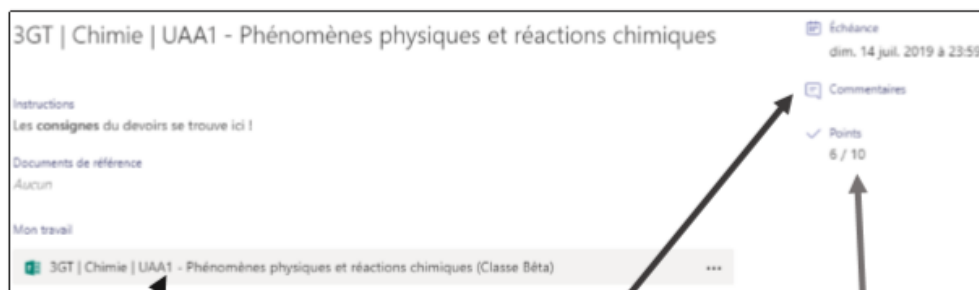 3GT | Chimie | UAA1 - Phénomènes physiques et réactions chimiques
Instructions
Les consignes du devoirs se trouve ici !
Documents de référence
Aucun
Mon travail
3GT | Chimie | UAA1 - Phénomènes physiques et réactions chimiques (Classe Bêta)
...
Échéance
dim. 14 juil. 2019 à 23:59
Commentaires
Points
6 / 10